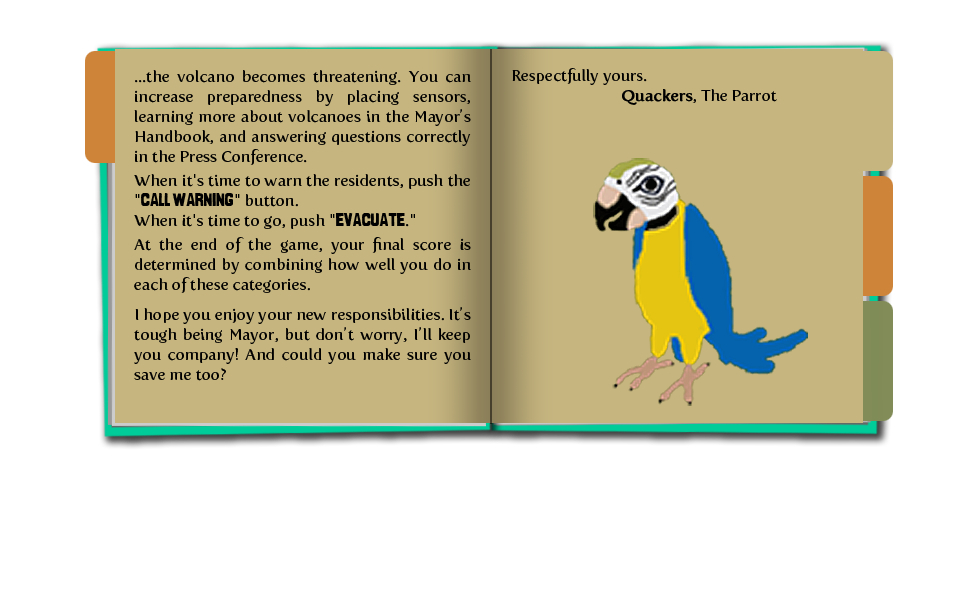 ...the volcano becomes threatening. You can
increase preparedness by placing sensors,
learning more about volcanoes in the Mayor's
Handbook, and answering questions correctly
in the Press Conference.
When it's time to warn the residents, push the
"CALL WARNING" button.
When it's time to go, push "EVACUATE."
At the end of the game, your final score is
determined by combining how well you do in
each of these categories.
I hope you enjoy your new responsibilities. It's
tough being Mayor, but don't worry, I'll keep
you company! And could you make sure you
save me too?
Respectfully yours.
Quackers, The Parrot